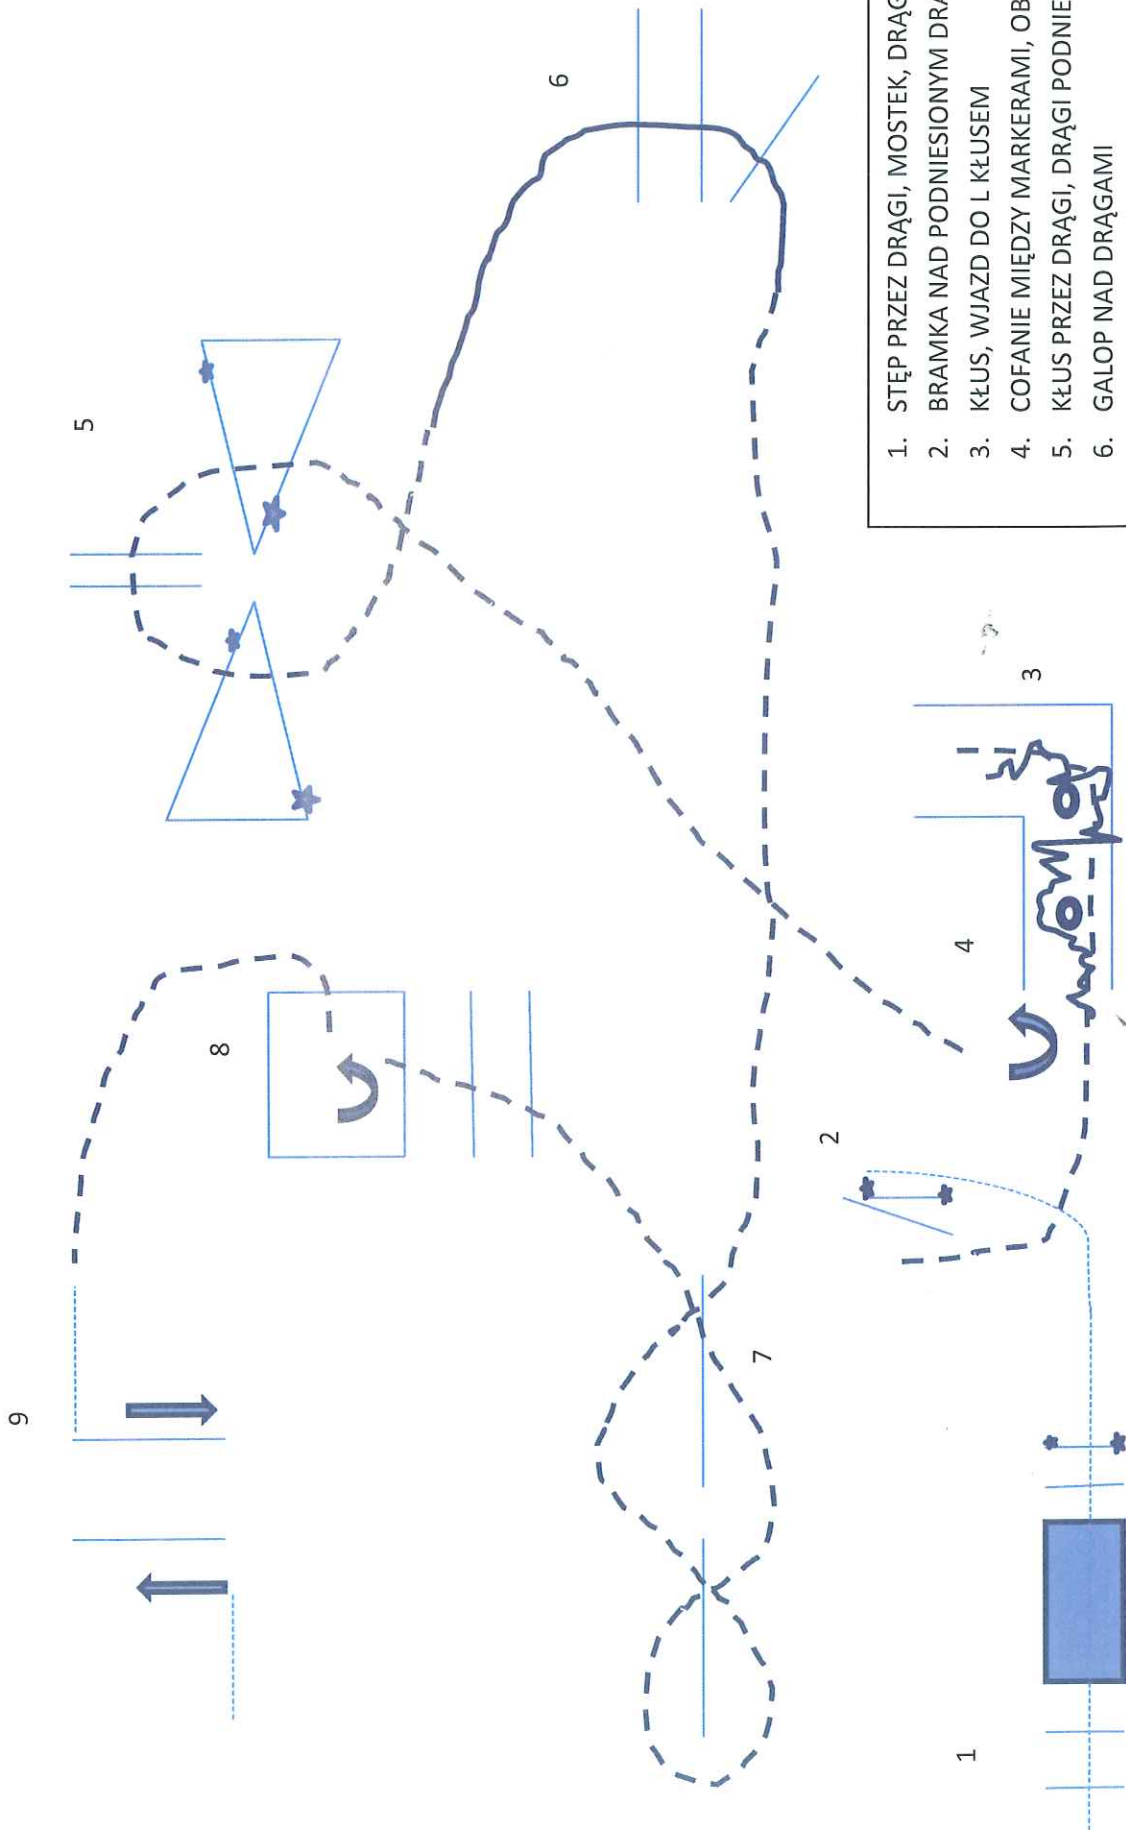 9
5
8
6
7
2
1
4
3
1. STĘP PRZEZ DRĄGI, MOSTEK, DRĄG
2. BRAMKA NAD PODNIESIONYM DRA
3. KŁUS, WJAZD DO L KŁUSEM
4. COFANIE MIĘDZY MARKERAMI, OB
5. KŁUS PRZEZ DRĄGI, DRĄGI PODNIE
6. GALOP NAD DRĄGAMI